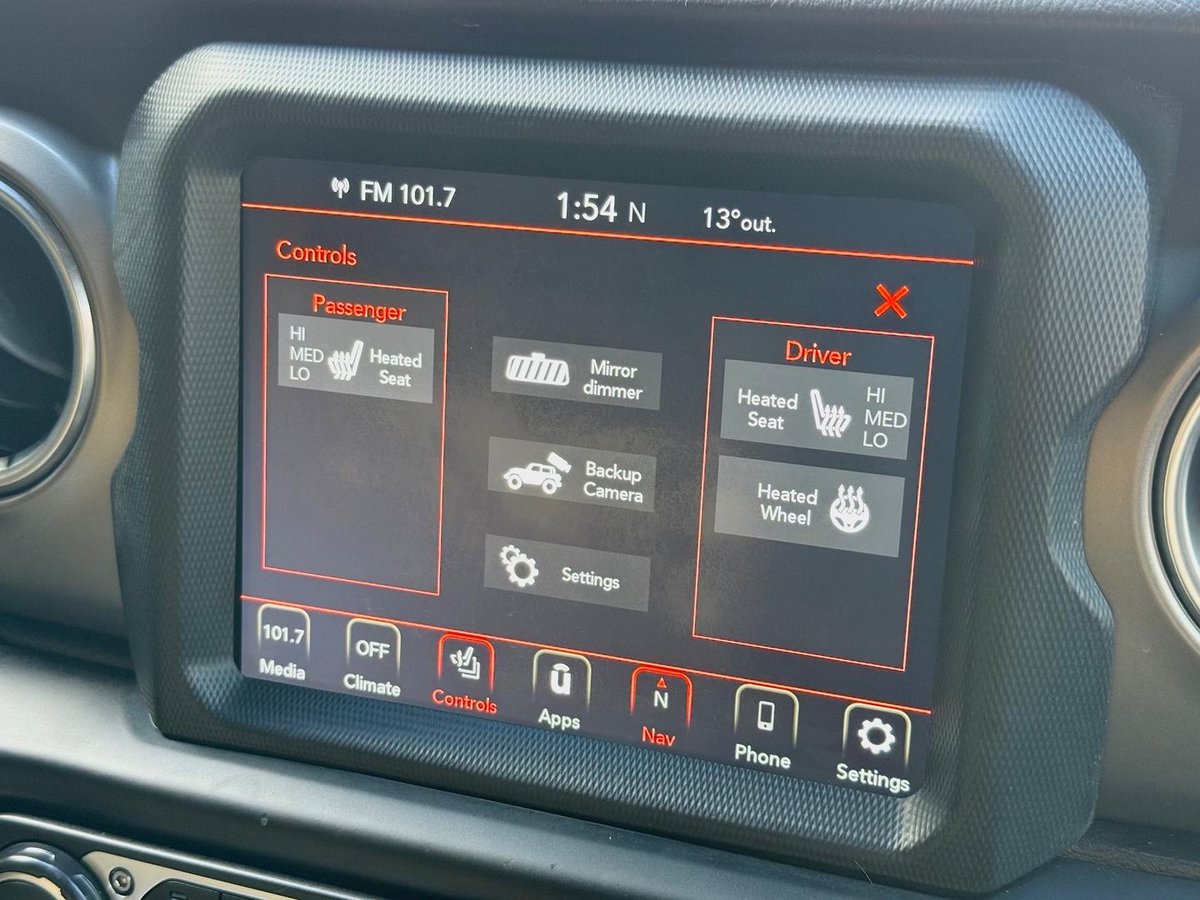 FM 101.7
1:54 N
13° out.
Controls
Passenger
HI
MED
LO
Heated
Seat
Mirror
dimmer
Backup
Camera
Settings
Driver
Heated
Seat
HI
MED
LO
Heated
Wheel
101.7
Media
OFF
Climate
Controls
Apps
N
Nav
Phone
Settings